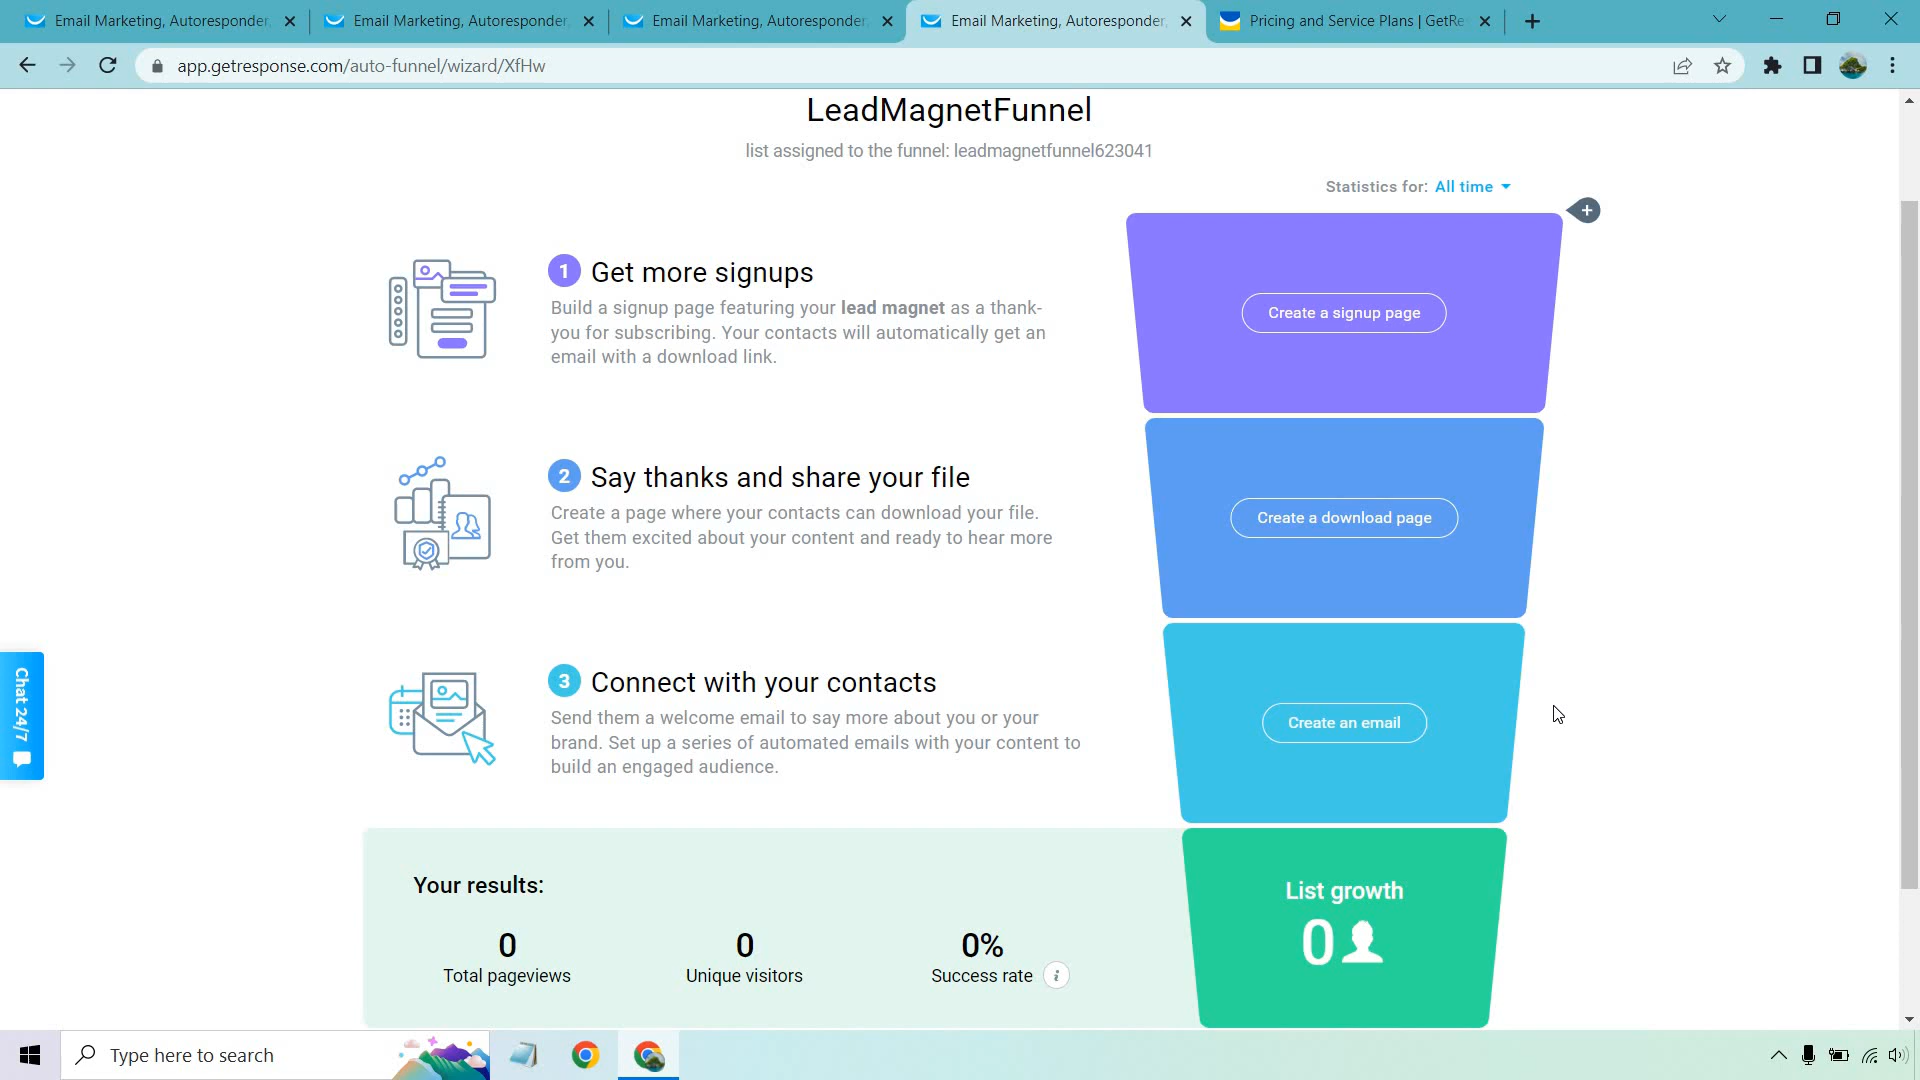 Email Marketing, Autoresponder,
Email Marketing, Autoresponder,
Email Marketing, Autoresponder,
Email Marketing, Autoresponder,
Pricing and Service Plans | GetRe
app.getresponse.com/auto-funnel/wizard/XfHw
LeadMagnetFunnel
list assigned to the funnel: leadmagnetfunnel623041
Statistics for: All time
1 Get more signups
Build a signup page featuring your lead magnet as a thank-
you for subscribing. Your contacts will automatically get an
email with a download link.
Create a signup page
2 Say thanks and share your file
Create a page where your contacts can download your file.
Get them excited about your content and ready to hear more
from you.
Create a download page
3 Connect with your contacts
Send them a welcome email to say more about you or your
brand. Set up a series of automated emails with your content to
build an engaged audience.
Create an email
Chat 24/7
Your results:
0
Total pageviews
0
Unique visitors
0%
Success rate i
List growth
0
Type here to search